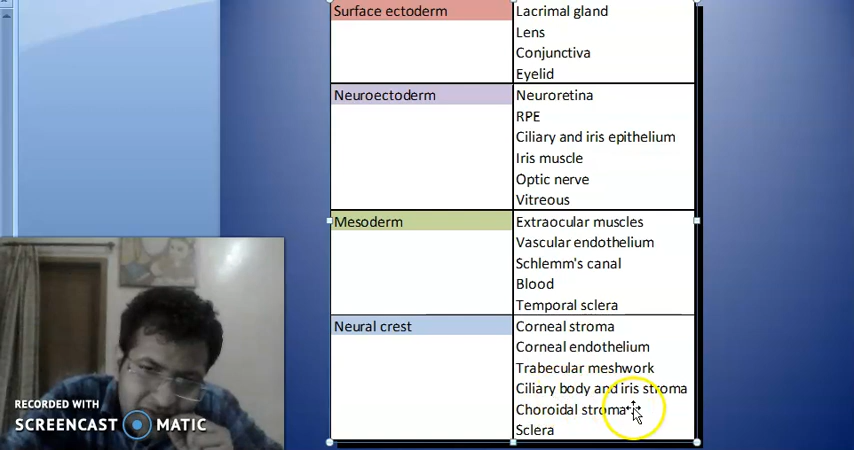 Surface ectoderm
Lacrimal gland
Lens
Conjunctiva
Eyelid
Neuroectoderm
Neuroretina
RPE
Ciliary and iris epithelium
Iris muscle
Optic nerve
Vitreous
Mesoderm
Extraocular muscles
Vascular endothelium
Schlemm's canal
Blood
Temporal sclera
Neural crest
Corneal stroma
Corneal endothelium
Trabecular meshwork
Ciliary body and iris stroma
Choroidal stroma
Sclera
RECORDED WITH
SCREENCAST MATIC